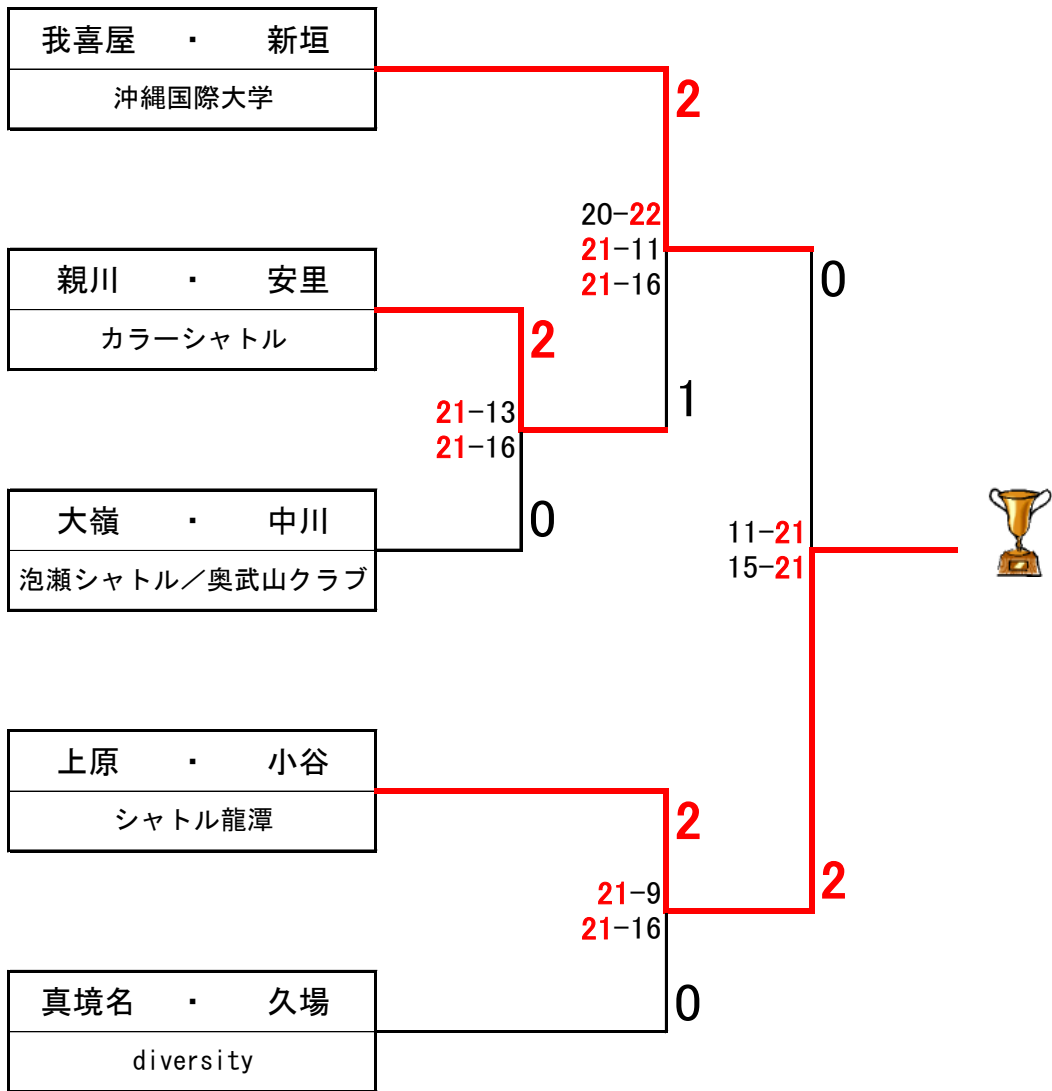 我喜屋 ・ 新垣
沖縄国際大学
2
20-22
21-11
21-16
0
親川 ・ 安里
カラーシャトル
2
1
21-13
21-16
大嶺 ・ 中川
泡瀬シャトル／奥武山クラブ
0
11-21
15-21
上原 ・ 小谷
シャトル龍潭
2
2
21-9
21-16
真境名 ・ 久場
diversity
0